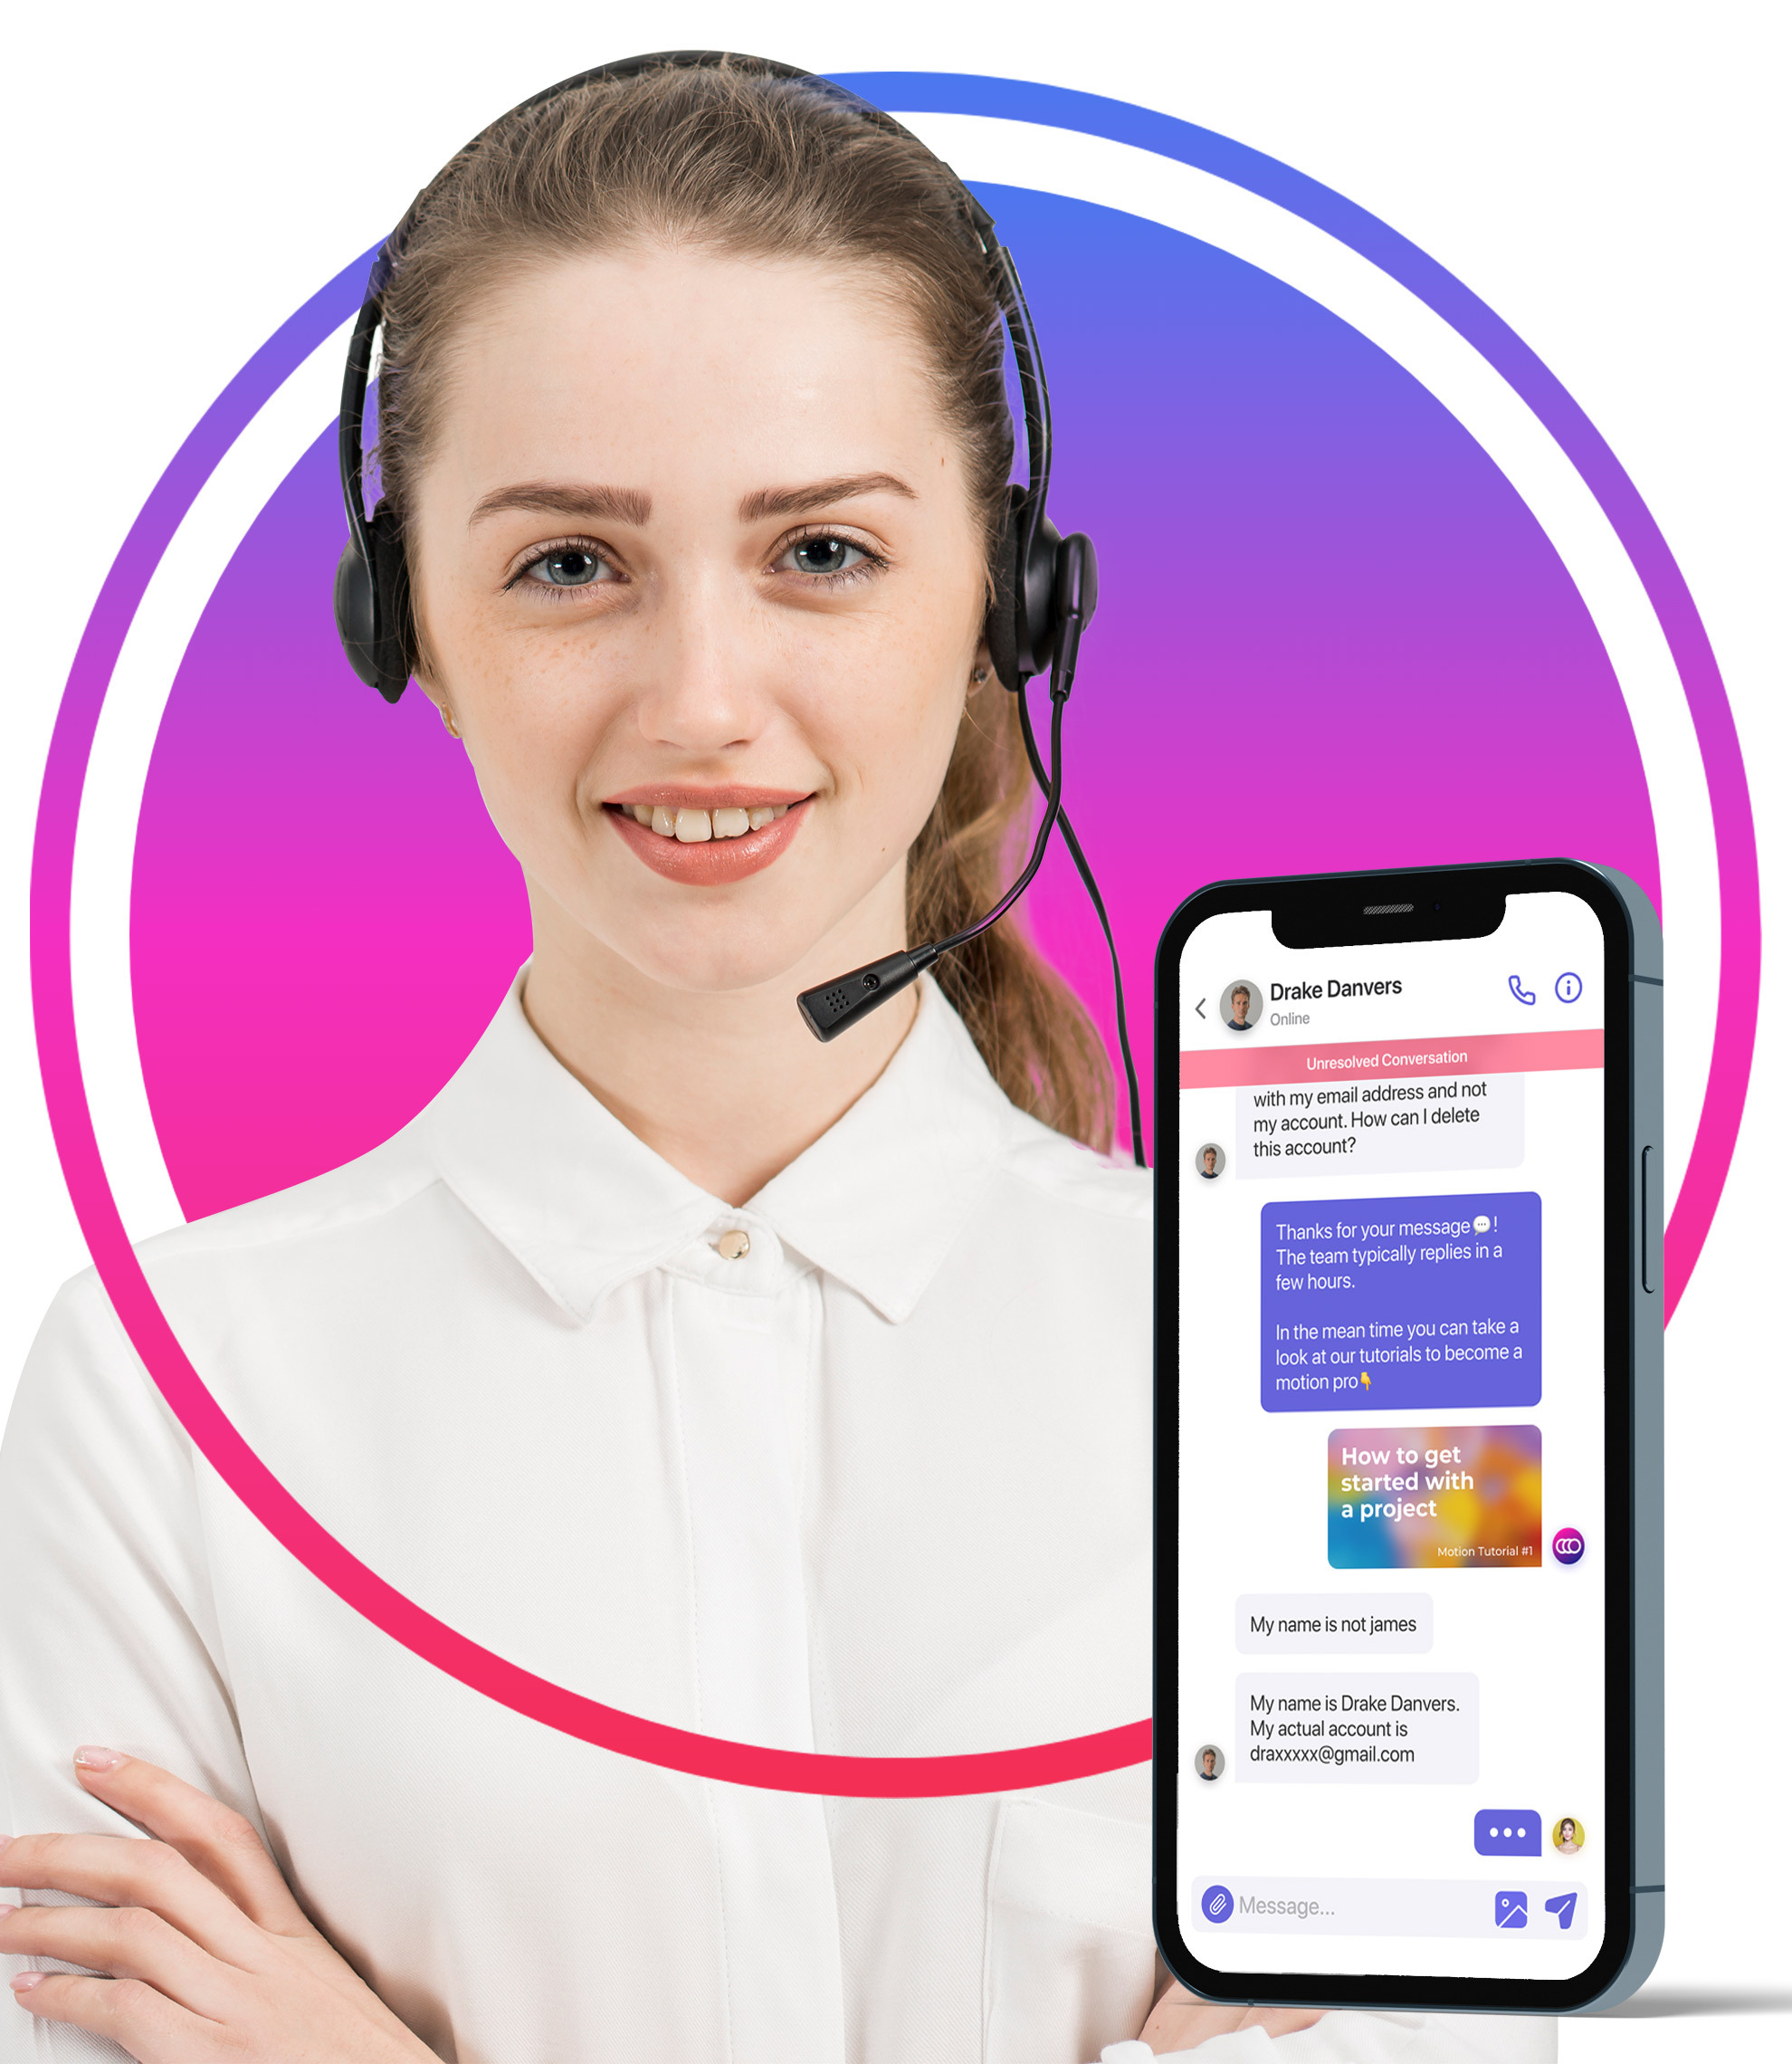 Drake Danvers
Online
Unresolved Conversation
with my email address and not
my account. How can I delete
this account?
Thanks for your message💬!
The team typically replies in a
few hours.
In the mean time you can take a
look at our tutorials to become a
motion pro👇
How to get
started with
a project
Motion Tutorial #1
My name is not james
My name is Drake Danvers.
My actual account is
draxxxxx@gmail.com
Message...